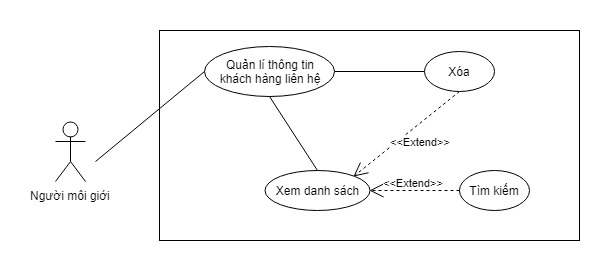 Quản lí thông tin
khách hàng liên hệ
Xóa
<<Extend>>
Người môi giới
Xem danh sách
<<Extend>>
Tìm kiếm